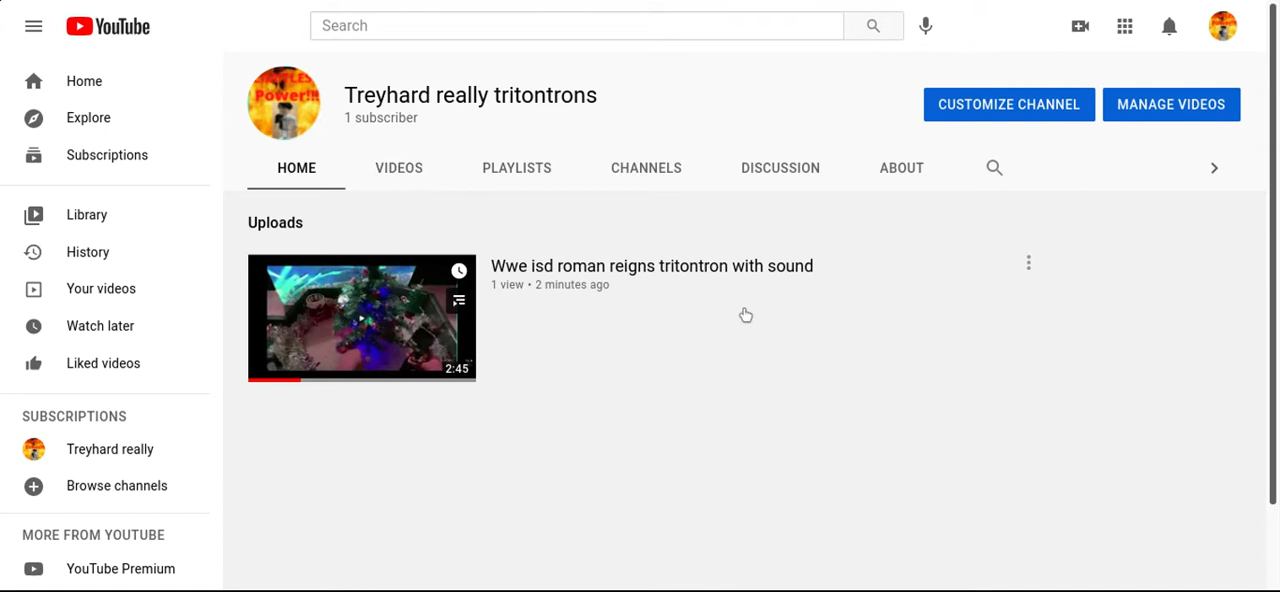 YouTube
Search
Home
Explore
Subscriptions
Library
History
Your videos
Watch later
Liked videos
SUBSCRIPTIONS
Treyhard really
Browse channels
MORE FROM YOUTUBE
YouTube Premium
Power!!!
Treyhard really tritontrons
1 subscriber
CUSTOMIZE CHANNEL
MANAGE VIDEOS
HOME VIDEOS PLAYLISTS CHANNELS DISCUSSION ABOUT
Uploads
2:45
Wwe isd roman reigns tritontron with sound
1 view • 2 minutes ago